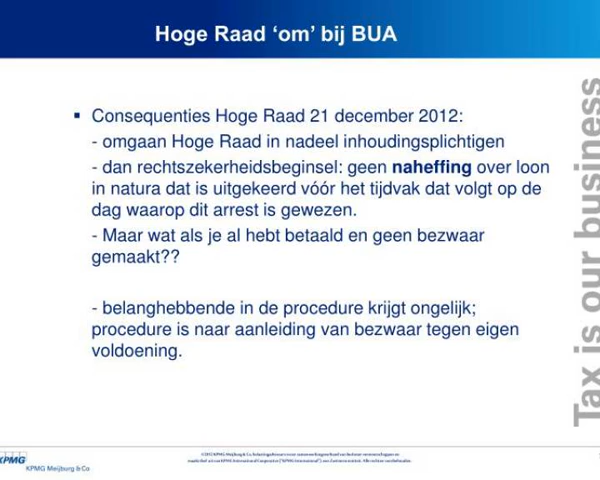 Hoge Raad ‘om’ bij BUA
▪ Consequenties Hoge Raad 21 december 2012:
- omgaan Hoge Raad in nadeel inhoudingsplichtigen
- dan rechtszekerheidsbeginsel: geen naheffing over loon
in natura dat is uitgekeerd vóór het tijdvak dat volgt op de
dag waarop dit arrest is gewezen.
- Maar wat als je al hebt betaald en geen bezwaar
gemaakt??
- belanghebbende in de procedure krijgt ongelijk;
procedure is naar aanleiding van bezwaar tegen eigen
voldoening.
Tax is our business
KPMG
KPMG Meijburg & Co